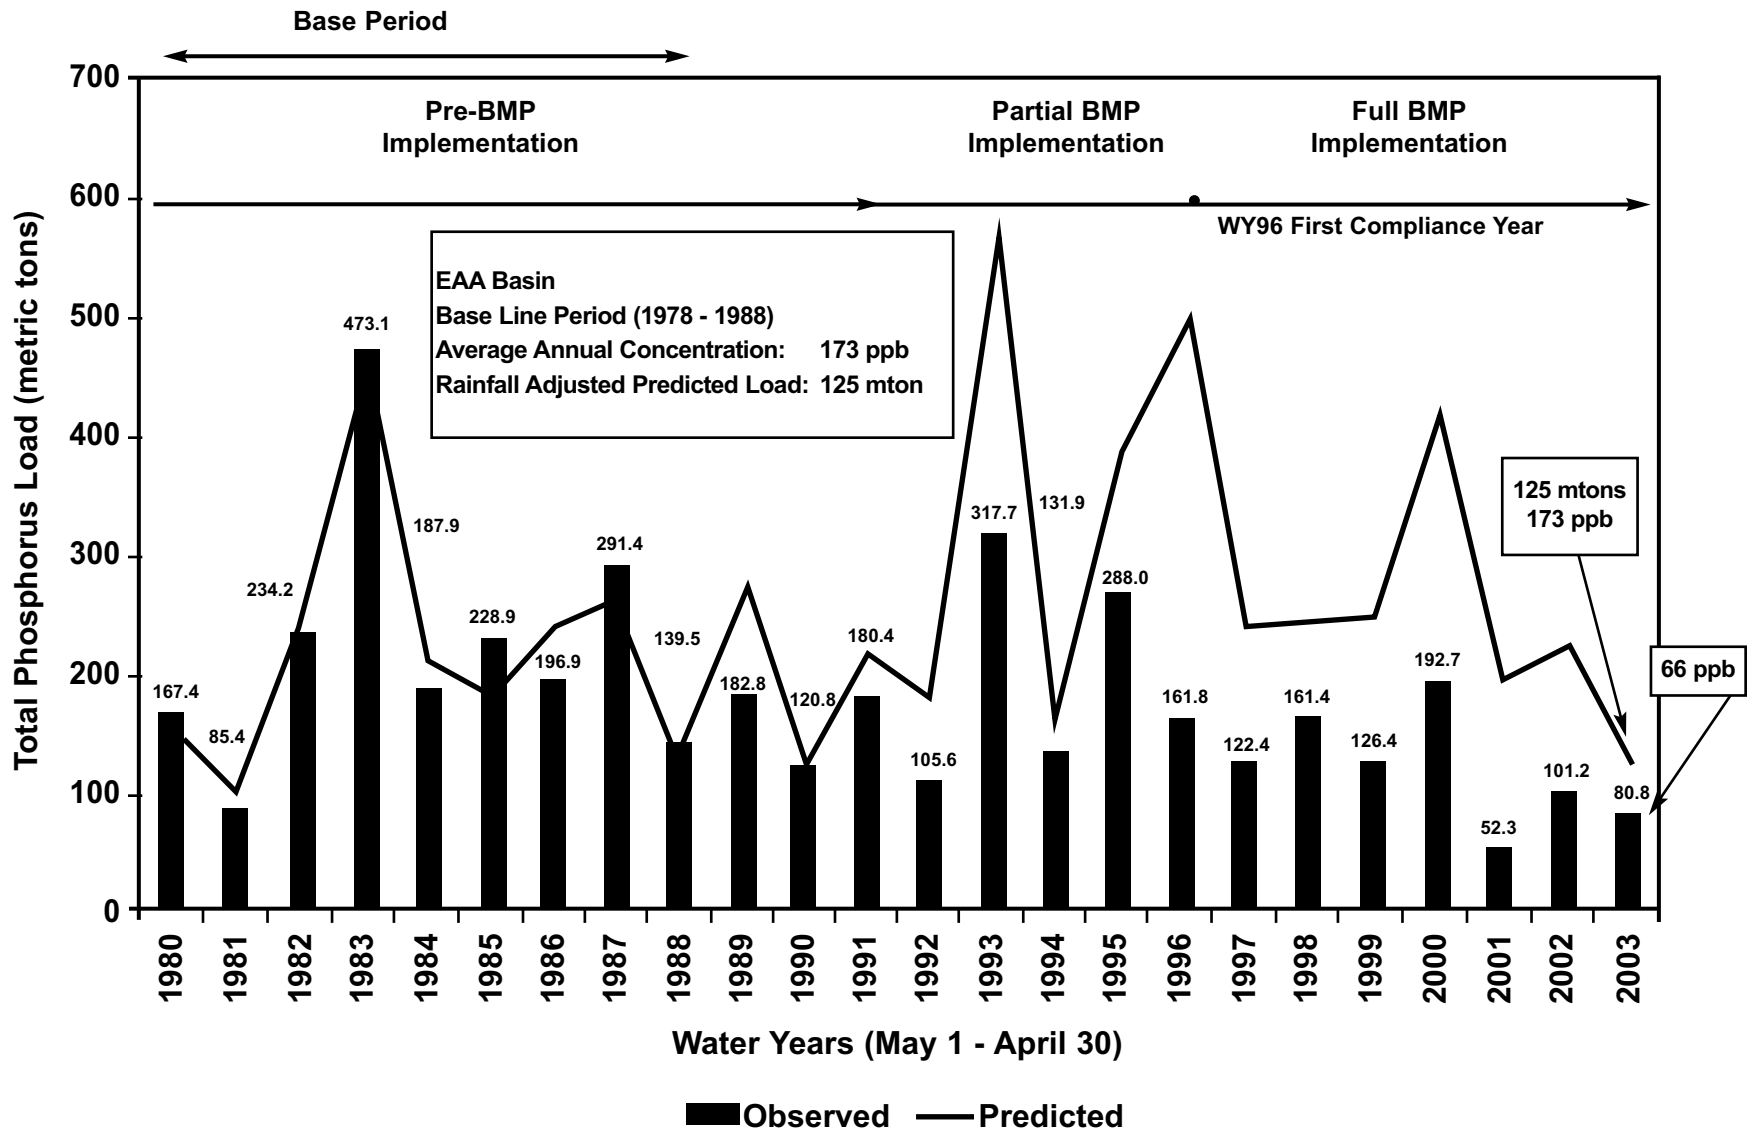 Base Period
700
600
500
400
300
200
100
0
Total Phosphorus Load (metric tons)
Pre-BMP
Implementation
Partial BMP
Implementation
Full BMP
Implementation
WY96 First Compliance Year
EAA Basin
Base Line Period (1978 - 1988)
Average Annual Concentration: 173 ppb
Rainfall Adjusted Predicted Load: 125 mton
125 mtons
173 ppb
66 ppb
167.4
85.4
234.2
473.1
187.9
228.9
196.9
291.4
139.5
182.8
120.8
180.4
105.6
317.7
131.9
288.0
161.8
122.4
161.4
126.4
192.7
52.3
101.2
80.8
1980
1981
1982
1983
1984
1985
1986
1987
1988
1989
1990
1991
1992
1993
1994
1995
1996
1997
1998
1999
2000
2001
2002
2003
Water Years (May 1 - April 30)
Observed
Predicted